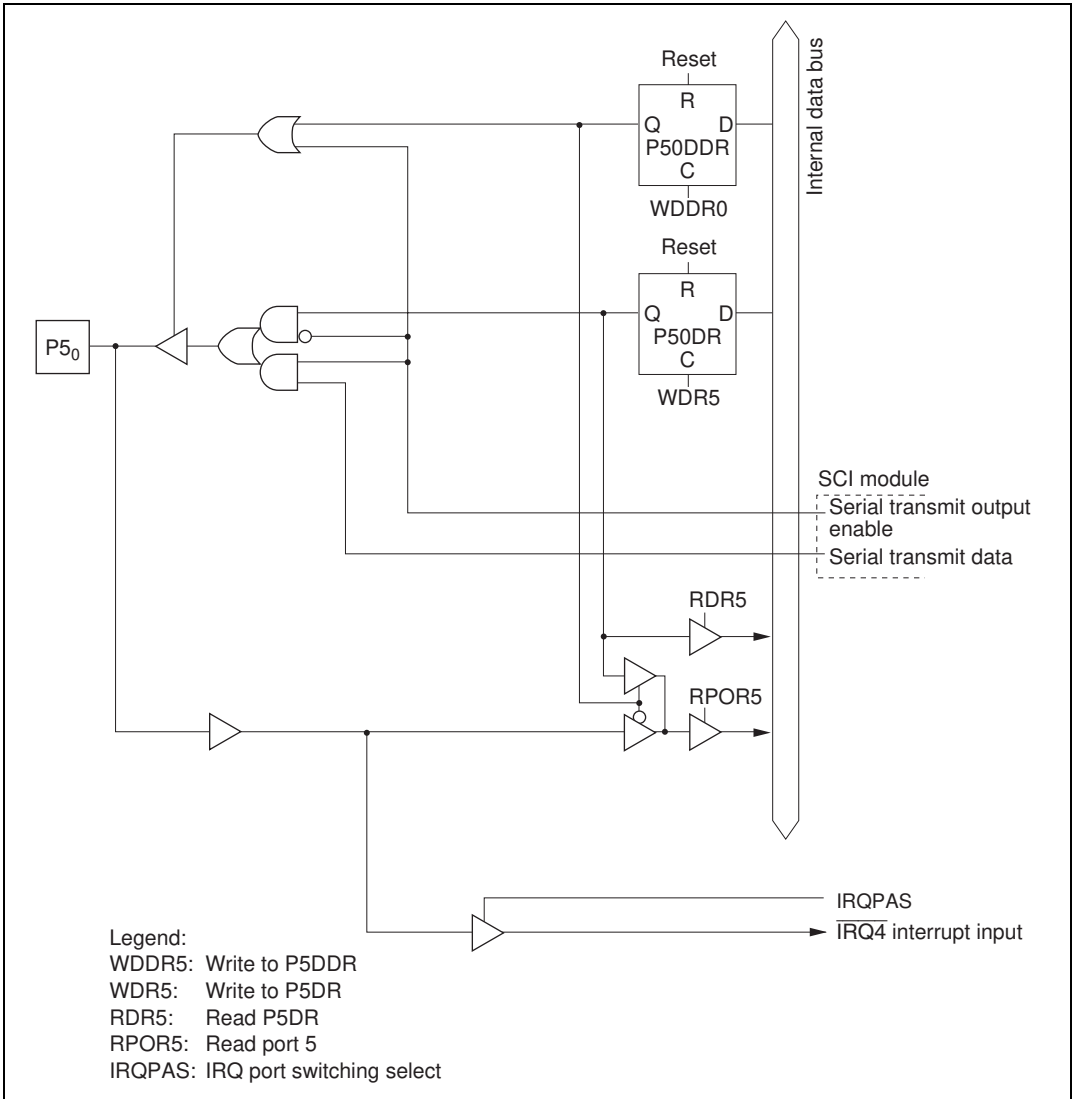 Reset
R
Q D
P50DDR
C
WDDR0
Internal data bus
Reset
R
Q D
P50DR
C
WDR5
P5₀
SCI module
Serial transmit output
enable
Serial transmit data
RDR5
RPOR5
IRQPAS
I̅R̅Q̅4̅ interrupt input
Legend:
WDDR5: Write to P5DDR
WDR5: Write to P5DR
RDR5: Read P5DR
RPOR5: Read port 5
IRQPAS: IRQ port switching select